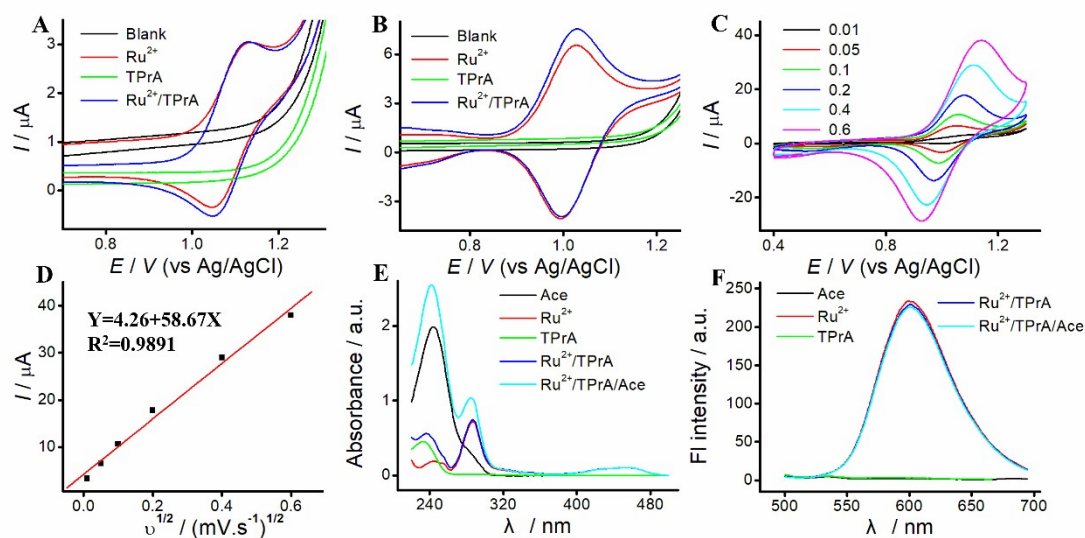 A
3
2
1
0
I / μA
Blank
Ru²⁺
TPrA
Ru²⁺/TPrA
0.8
1.0
1.2
E / V (vs Ag/AgCl)
B
6
3
0
-3
I / μA
Blank
Ru²⁺
TPrA
Ru²⁺/TPrA
0.8
1.0
1.2
E / V (vs Ag/AgCl)
C
40
20
0
-20
I / μA
0.01
0.05
0.1
0.2
0.4
0.6
0.4
0.8
1.2
E / V (vs Ag/AgCl)
D
40
30
20
10
I / μA
Y=4.26+58.67X
R²=0.9891
0.0
0.2
0.4
0.6
υ¹ᐟ² / (mV.s⁻¹)¹ᐟ²
E
2
1
0
Absorbance / a.u.
Ace
Ru²⁺
TPrA
Ru²⁺/TPrA
Ru²⁺/TPrA/Ace
240
320
400
480
λ / nm
F
250
200
150
100
50
0
Fl intensity / a.u.
Ace
Ru²⁺
TPrA
Ru²⁺/TPrA
Ru²⁺/TPrA/Ace
500
550
600
650
700
λ / nm